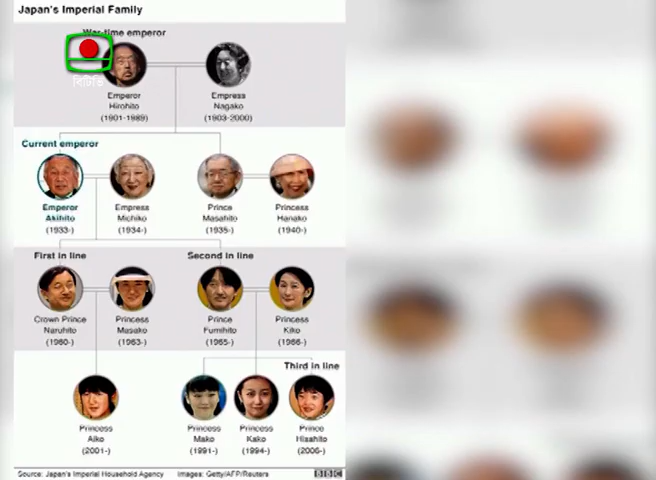 Japan's Imperial Family
War-time emperor
বিটিভি
Emperor Hirohito (1901-1989)
Empress Nagako (1903-2000)
Current emperor
Emperor Akihito (1933-)
Empress Michiko (1934-)
Prince Masahito (1935-)
Princess Hanako (1940-)
First in line
Second in line
Crown Prince Naruhito (1960-)
Princess Masako (1963-)
Prince Fumihito (1965-)
Princess Kiko (1966-)
Third in line
Princess Aiko (2001-)
Princess Mako (1991-)
Princess Kako (1994-)
Prince Hisahito (2006-)
Source: Japan's Imperial Household Agency
Images: Getty/AFP/Reuters